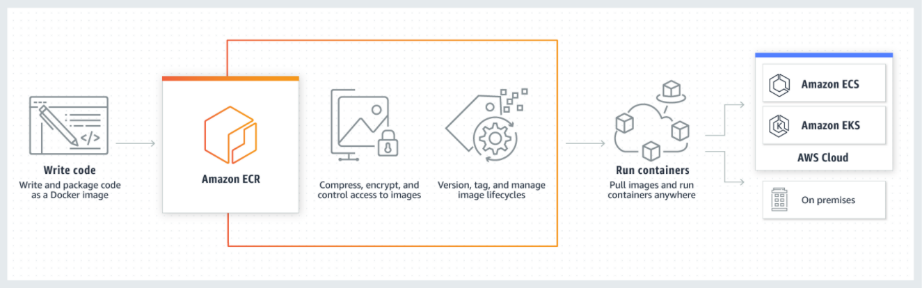 Write code
Write and package code
as a Docker image
Amazon ECR
Compress, encrypt, and
control access to images
Version, tag, and manage
image lifecycles
Run containers
Pull images and run
containers anywhere
Amazon ECS
K
Amazon EKS
AWS Cloud
On premises